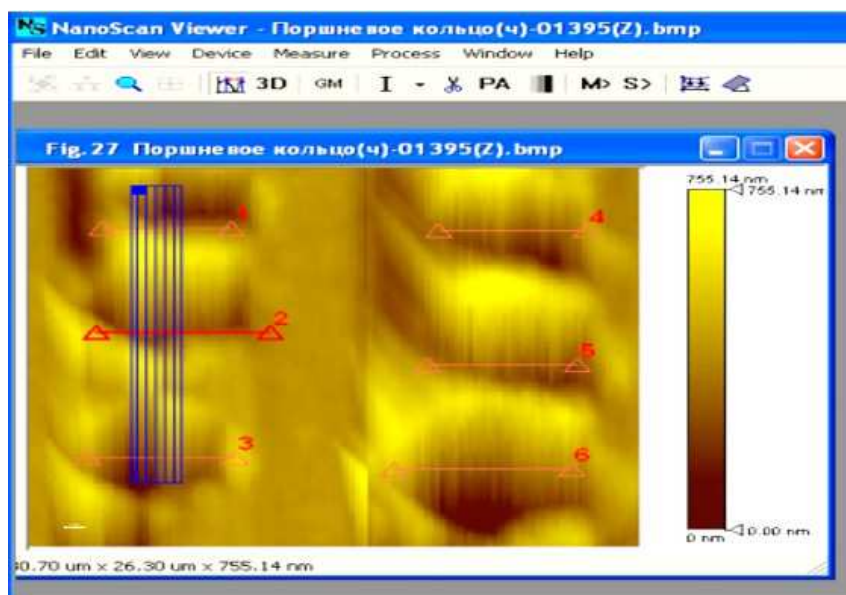 NanoScan Viewer - Поршневое кольцо(ч)-01395(Z).bmp
File Edit View Device Measure Process Window Help
3D GM I PA M> S>
Fig. 27 Поршневое кольцо(ч)-01395(Z).bmp
755.14 nm
755.14 nm
1
4
2
5
3
6
0.00 nm
0 nm
0.70 um x 26.30 um x 755.14 nm